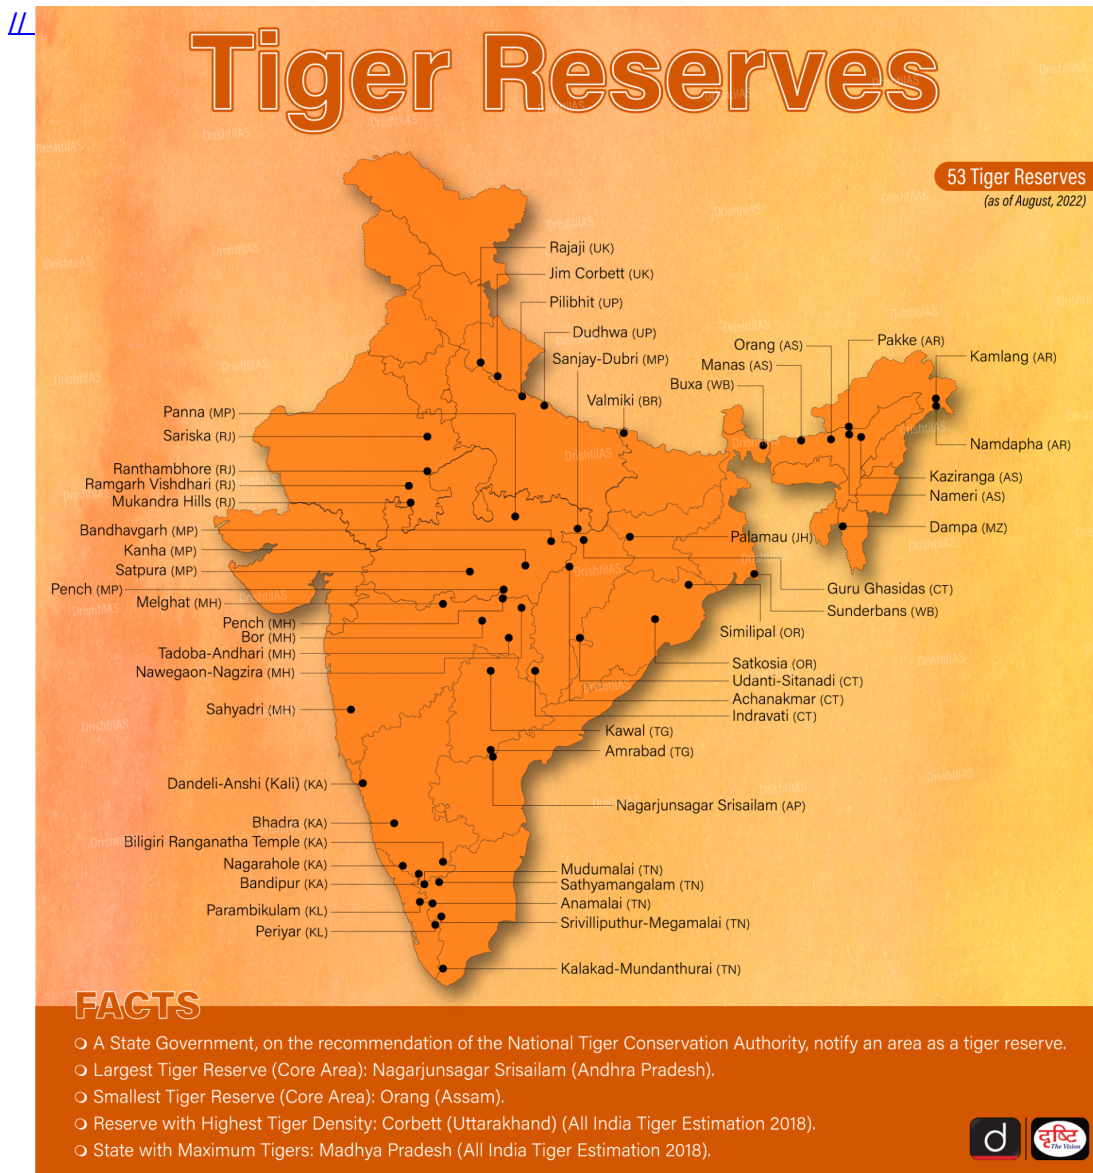 //
Tiger Reserves
53 Tiger Reserves
(as of August, 2022)
Rajaji (UK)
Jim Corbett (UK)
Pilibhit (UP)
Dudhwa (UP)
Sanjay-Dubri (MP)
Valmiki (BR)
Orang (AS)
Manas (AS)
Buxa (WB)
Pakke (AR)
Kamlang (AR)
Namdapha (AR)
Kaziranga (AS)
Nameri (AS)
Dampa (MZ)
Panna (MP)
Sariska (RJ)
Ranthambhore (RJ)
Ramgarh Vishdhari (RJ)
Mukandra Hills (RJ)
Bandhavgarh (MP)
Kanha (MP)
Satpura (MP)
Pench (MP)
Melghat (MH)
Pench (MH)
Bor (MH)
Tadoba-Andhari (MH)
Nawegaon-Nagzira (MH)
Sahyadri (MH)
Dandeli-Anshi (Kali) (KA)
Bhadra (KA)
Biligiri Ranganatha Temple (KA)
Nagarahole (KA)
Bandipur (KA)
Parambikulam (KL)
Periyar (KL)
Palamau (JH)
Guru Ghasidas (CT)
Sunderbans (WB)
Similipal (OR)
Satkosia (OR)
Udanti-Sitanadi (CT)
Achanakmar (CT)
Indravati (CT)
Kawal (TG)
Amrabad (TG)
Nagarjunsagar Srisailam (AP)
Mudumalai (TN)
Sathyamangalam (TN)
Anamalai (TN)
Srivilliputhur-Megamalai (TN)
Kalakad-Mundanthurai (TN)
FACTS
A State Government, on the recommendation of the National Tiger Conservation Authority, notify an area as a tiger reserve.
Largest Tiger Reserve (Core Area): Nagarjunsagar Srisailam (Andhra Pradesh).
Smallest Tiger Reserve (Core Area): Orang (Assam).
Reserve with Highest Tiger Density: Corbett (Uttarakhand) (All India Tiger Estimation 2018).
State with Maximum Tigers: Madhya Pradesh (All India Tiger Estimation 2018).
d
दृष्टि
The Vision
DrishtiIAS